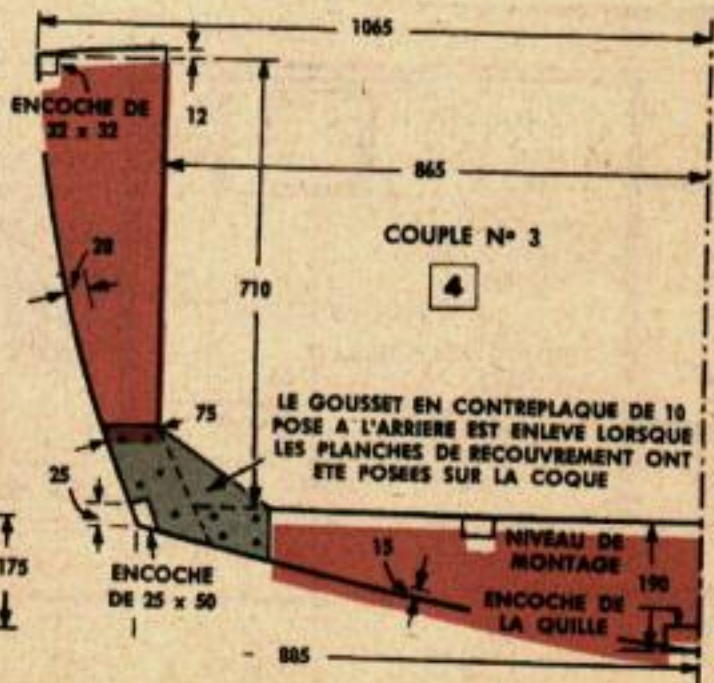 1065
ENCOCHE DE
32 x 32
12
865
COUPLE Nº 3
4
28
710
75
LE GOUSSET EN CONTREPLAQUE DE 10
POSE A L'ARRIERE EST ENLEVE LORSQUE
LES PLANCHES DE RECOUVREMENT ONT
ETE POSEES SUR LA COQUE
25
175
ENCOCHE
DE 25 x 50
15
NIVEAU DE
MONTAGE
190
ENCOCHE DE
LA QUILLE
885